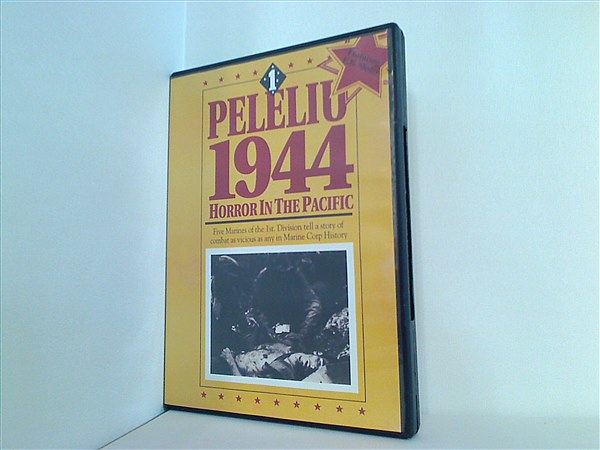 1
PELELIU
1944
HORROR IN THE PACIFIC
Five Marines of the 1st. Division tell a story of
combat as vicious as any in Marine Corp History